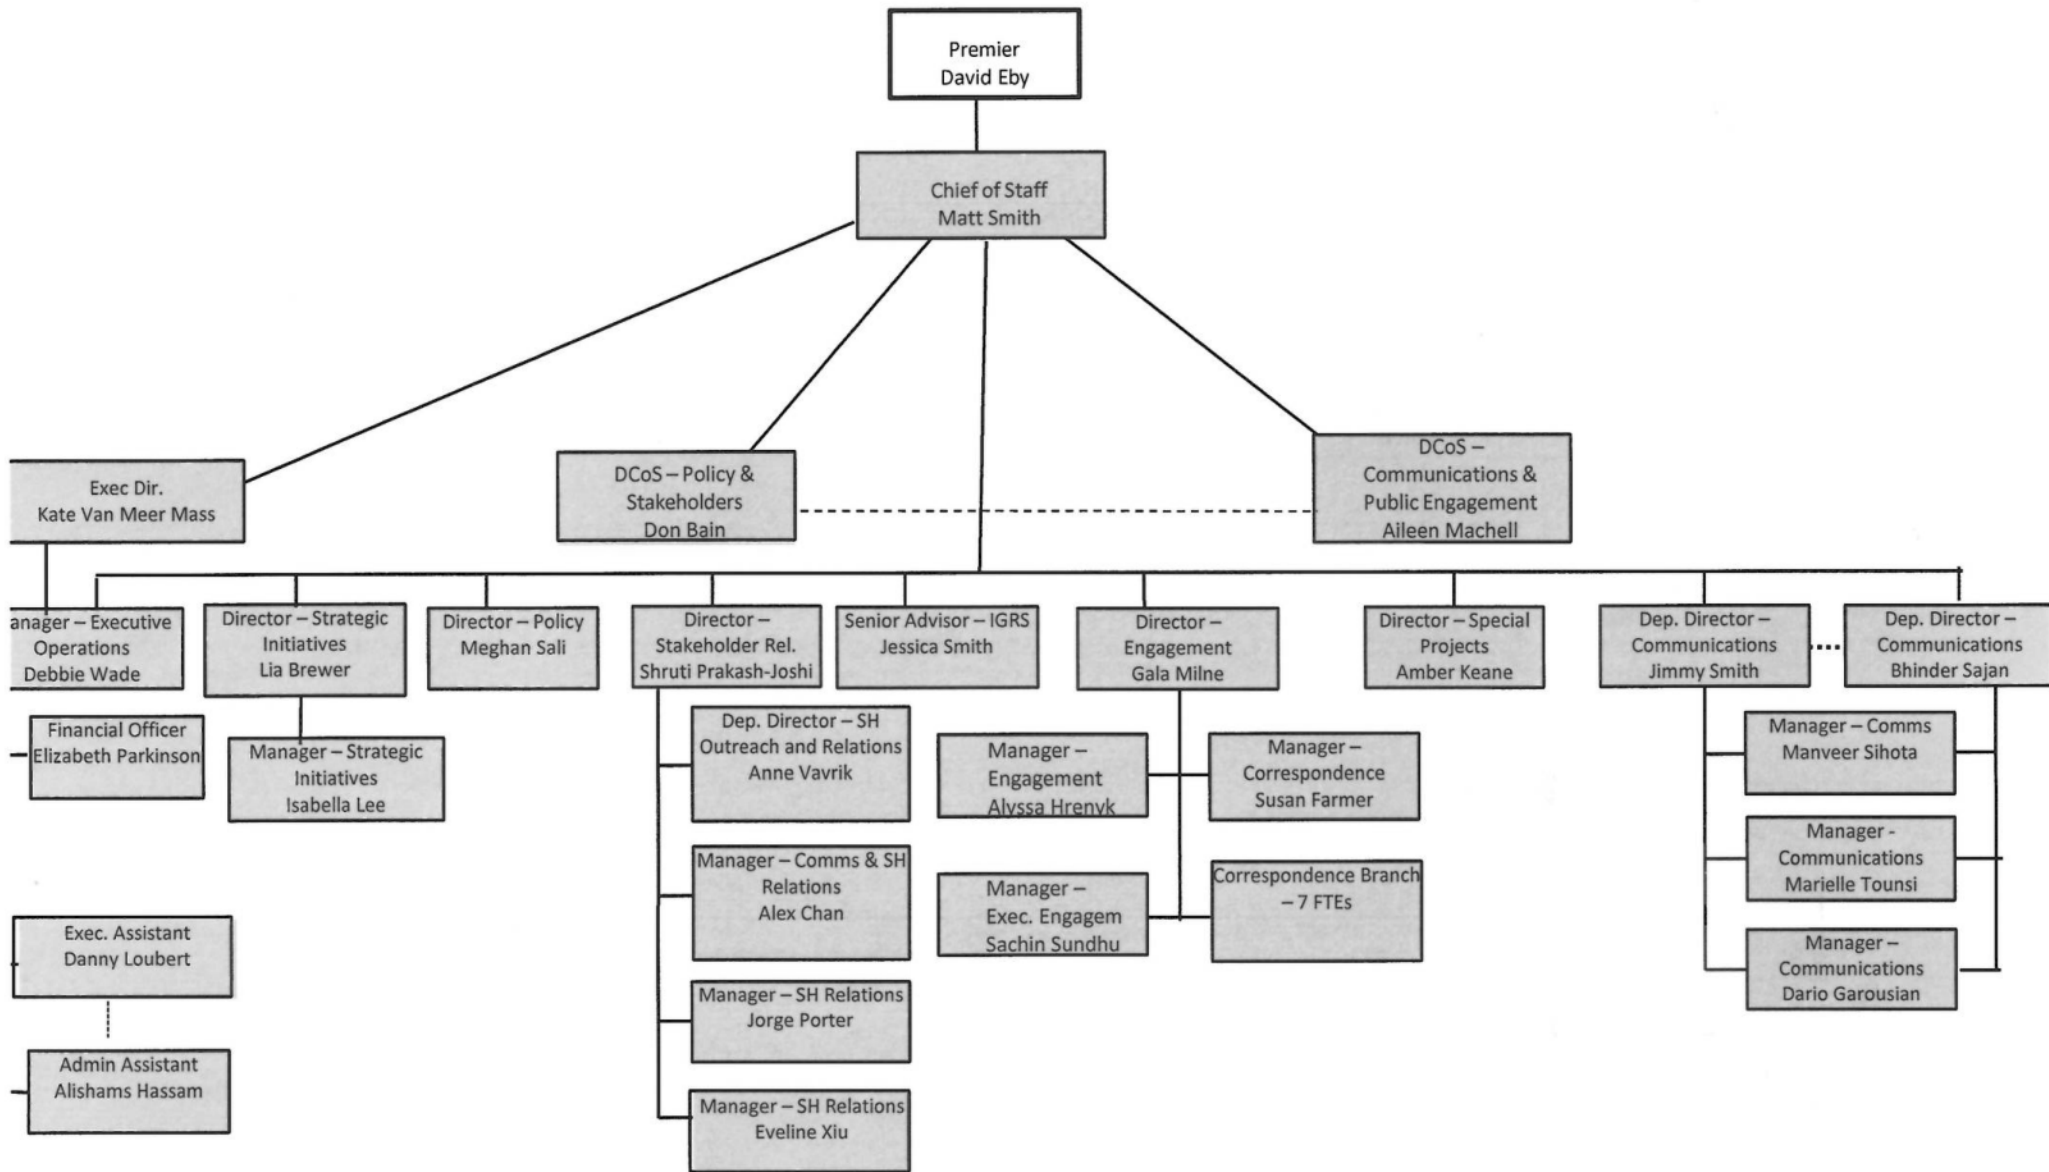 Premier
David Eby
Chief of Staff
Matt Smith
Exec Dir.
Kate Van Meer Mass
DCoS – Policy &
Stakeholders
Don Bain
DCoS –
Communications &
Public Engagement
Aileen Machell
anager – Executive
Operations
Debbie Wade
Director – Strategic
Initiatives
Lia Brewer
Director – Policy
Meghan Sali
Director –
Stakeholder Rel.
Shruti Prakash-Joshi
Senior Advisor – IGRS
Jessica Smith
Director –
Engagement
Gala Milne
Director – Special
Projects
Amber Keane
Dep. Director –
Communications
Jimmy Smith
Dep. Director –
Communications
Bhinder Sajan
Financial Officer
Elizabeth Parkinson
Manager – Strategic
Initiatives
Isabella Lee
Dep. Director – SH
Outreach and Relations
Anne Vavrik
Manager –
Engagement
Alyssa Hrenyk
Manager –
Correspondence
Susan Farmer
Manager – Comms
Manveer Sihota
Manager -
Communications
Marielle Tounsi
Manager – Comms & SH
Relations
Alex Chan
Manager –
Exec. Engagem
Sachin Sundhu
Correspondence Branch
– 7 FTEs
Manager –
Communications
Dario Garousian
Exec. Assistant
Danny Loubert
Manager – SH Relations
Jorge Porter
Admin Assistant
Alishams Hassam
Manager – SH Relations
Eveline Xiu